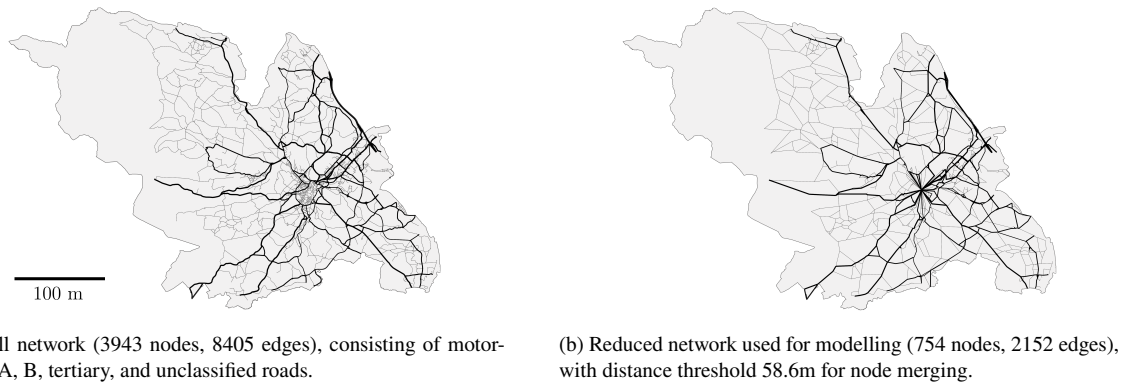 100 m
ll network (3943 nodes, 8405 edges), consisting of motor-
A, B, tertiary, and unclassified roads.
(b) Reduced network used for modelling (754 nodes, 2152 edges),
with distance threshold 58.6m for node merging.